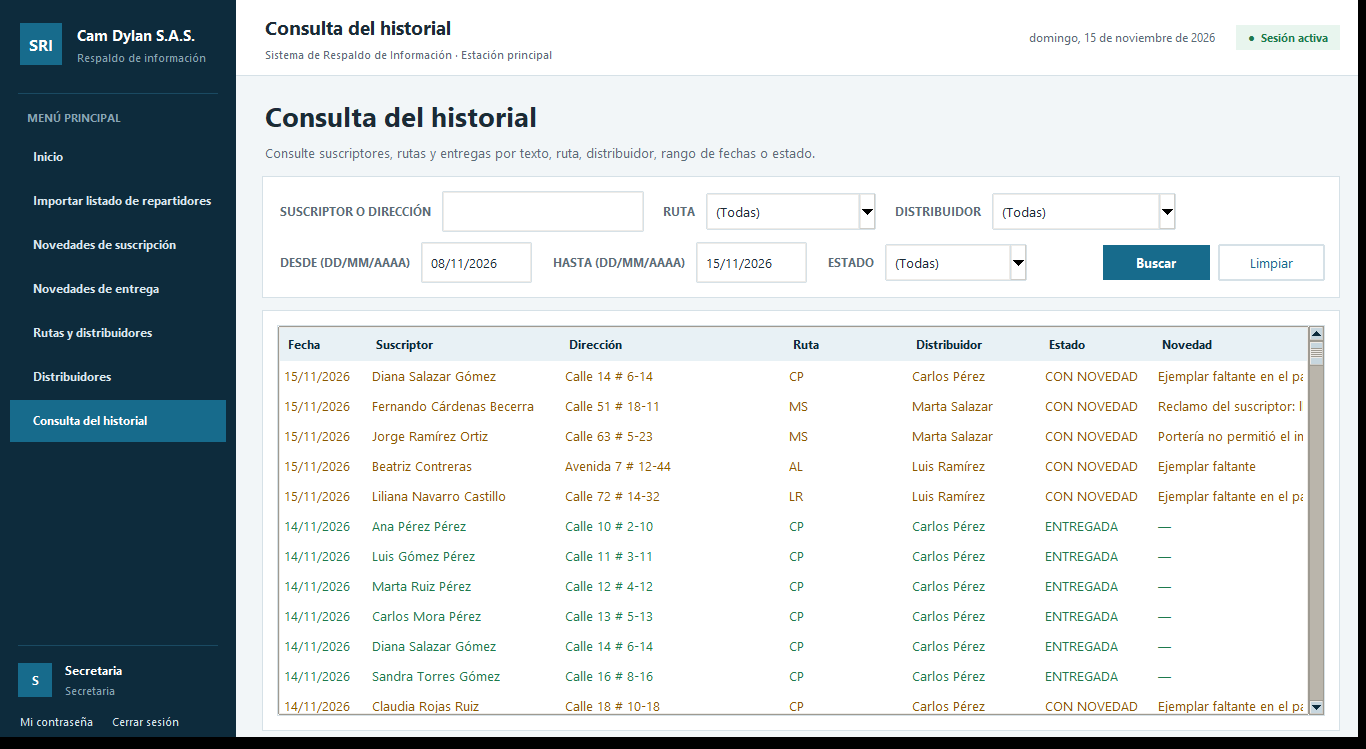 SRI
Cam Dylan S.A.S.
Respaldo de información
MENÚ PRINCIPAL
Inicio
Importar listado de repartidores
Novedades de suscripción
Novedades de entrega
Rutas y distribuidores
Distribuidores
Consulta del historial
S
Secretaria
Secretaria
Mi contraseña Cerrar sesión
Consulta del historial
Sistema de Respaldo de Información · Estación principal
domingo, 15 de noviembre de 2026
● Sesión activa
Consulta del historial
Consulte suscriptores, rutas y entregas por texto, ruta, distribuidor, rango de fechas o estado.
SUSCRIPTOR O DIRECCIÓN RUTA (Todas) DISTRIBUIDOR (Todas)
DESDE (DD/MM/AAAA) 08/11/2026 HASTA (DD/MM/AAAA) 15/11/2026 ESTADO (Todas) Buscar Limpiar
Fecha Suscriptor Dirección Ruta Distribuidor Estado Novedad
15/11/2026 Diana Salazar Gómez Calle 14 # 6-14 CP Carlos Pérez CON NOVEDAD Ejemplar faltante en el
15/11/2026 Fernando Cárdenas Becerra Calle 51 # 18-11 MS Marta Salazar CON NOVEDAD Reclamo del suscriptor:
15/11/2026 Jorge Ramírez Ortiz Calle 63 # 5-23 MS Marta Salazar CON NOVEDAD Portería no permitió el
15/11/2026 Beatriz Contreras Avenida 7 # 12-44 AL Luis Ramírez CON NOVEDAD Ejemplar faltante
15/11/2026 Liliana Navarro Castillo Calle 72 # 14-32 LR Luis Ramírez CON NOVEDAD Ejemplar faltante en el
14/11/2026 Ana Pérez Pérez Calle 10 # 2-10 CP Carlos Pérez ENTREGADA —
14/11/2026 Luis Gómez Pérez Calle 11 # 3-11 CP Carlos Pérez ENTREGADA —
14/11/2026 Marta Ruiz Pérez Calle 12 # 4-12 CP Carlos Pérez ENTREGADA —
14/11/2026 Carlos Mora Pérez Calle 13 # 5-13 CP Carlos Pérez ENTREGADA —
14/11/2026 Diana Salazar Gómez Calle 14 # 6-14 CP Carlos Pérez ENTREGADA —
14/11/2026 Sandra Torres Gómez Calle 16 # 8-16 CP Carlos Pérez ENTREGADA —
14/11/2026 Claudia Rojas Ruiz Calle 18 # 10-18 CP Carlos Pérez CON NOVEDAD Ejemplar faltante en el